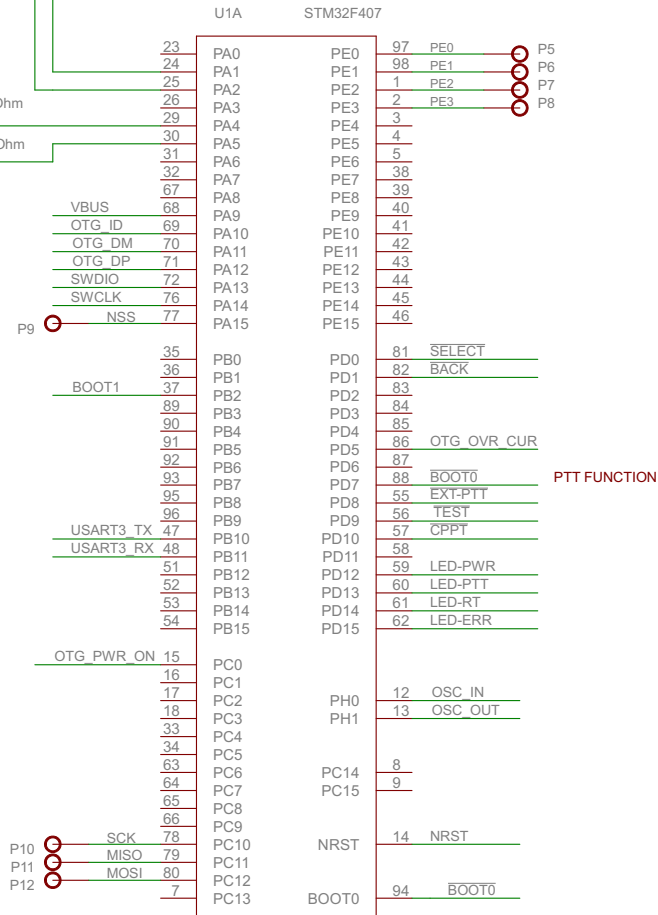 U1A STM32F407
23 PA0 PE0 97 PE0 P5
24 PA1 PE1 98 PE1 P6
25 PA2 PE2 1 PE2 P7
26 PA3 PE3 2 PE3 P8
Ohm
29 PA4 PE4 3
Ohm
30 PA5 PE5 4
31 PA6 PE6 5
32 PA7 PE7 38
67 PA8 PE8 39
VBUS 68 PA9 PE9 40
OTG_ID 69 PA10 PE10 41
OTG_DM 70 PA11 PE11 42
OTG_DP 71 PA12 PE12 43
SWDIO 72 PA13 PE13 44
SWCLK 76 PA14 PE14 45
P9 NSS 77 PA15 PE15 46
35 PB0 PD0 81 SELECT
36 PB1 PD1 82 BACK
BOOT1 37 PB2 PD2 83
89 PB3 PD3 84
90 PB4 PD4 85
91 PB5 PD5 86 OTG_OVR_CUR
92 PB6 PD6 87
93 PB7 PD7 88 BOOT0 PTT FUNCTION
95 PB8 PD8 55 EXT-PTT
96 PB9 PD9 56 TEST
USART3_TX 47 PB10 PD10 57 CPPT
USART3_RX 48 PB11 PD11 58
51 PB12 PD12 59 LED-PWR
52 PB13 PD13 60 LED-PTT
53 PB14 PD14 61 LED-RT
54 PB15 PD15 62 LED-ERR
OTG_PWR_ON 15 PC0
16 PC1
17 PC2 PH0 12 OSC_IN
18 PC3 PH1 13 OSC_OUT
33 PC4
34 PC5
63 PC6 PC14 8
64 PC7 PC15 9
65 PC8
66 PC9
P10 SCK 78 PC10 NRST 14 NRST
P11 MISO 79 PC11
P12 MOSI 80 PC12
7 PC13 BOOT0 94 BOOT0